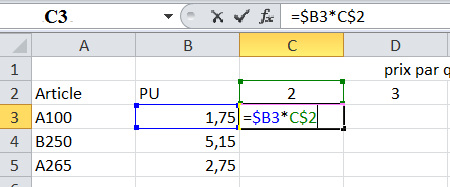 C3 =$B3*C$2
A B C D
1 prix par q
2 Article PU 2 3
3 A100 1,75 =$B3*C$2
4 B250 5,15
5 A265 2,75